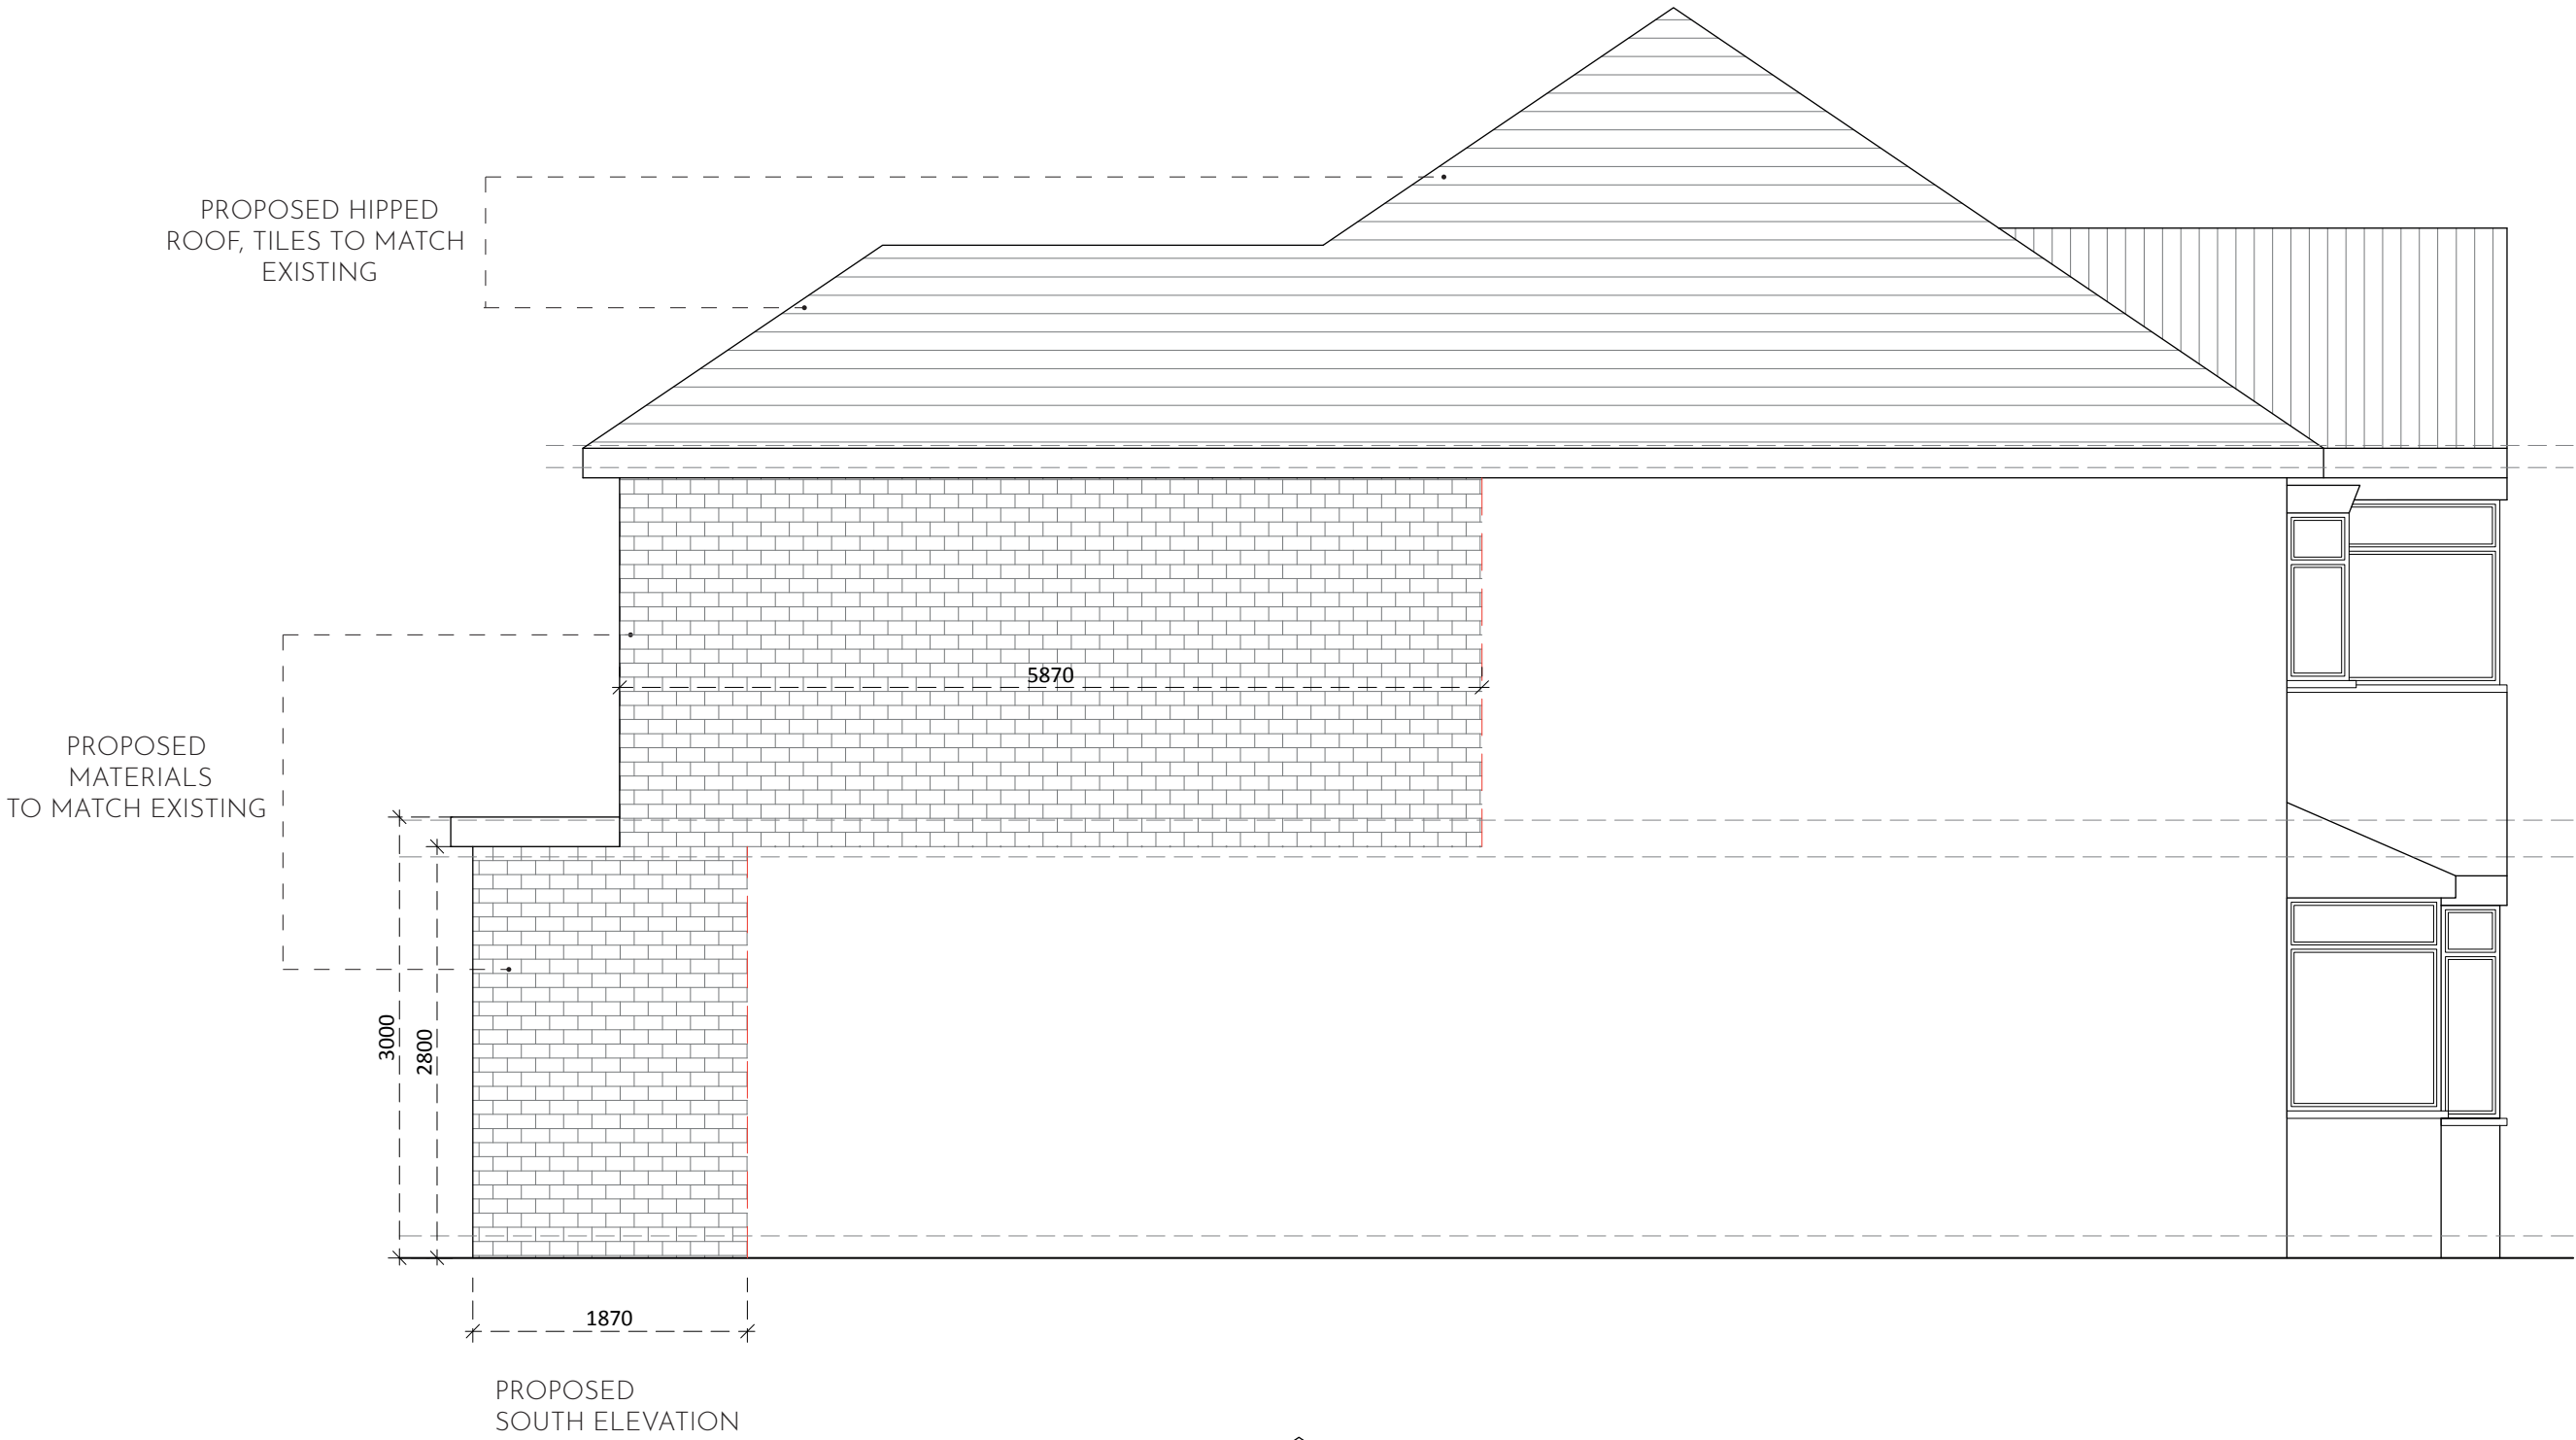 PROPOSED HIPPED
ROOF, TILES TO MATCH
EXISTING
5870
PROPOSED
MATERIALS
TO MATCH EXISTING
3000
2800
1870
PROPOSED
SOUTH ELEVATION